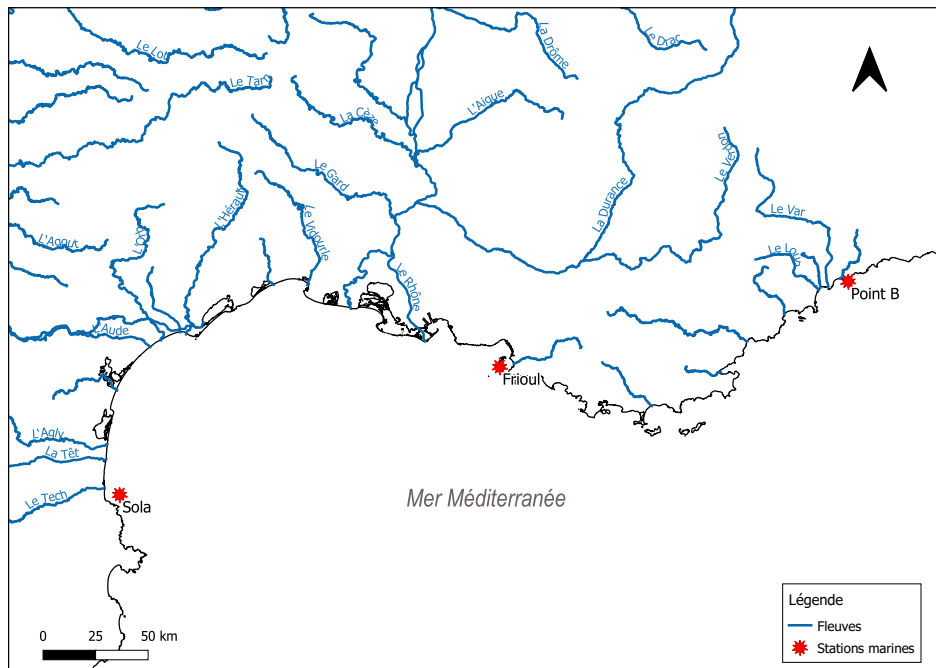 Le Lot
La Drôme
Le Drac
Le Tarn
La Cèze
L'Aigue
Le Gard
L'Hérault
Le Vidourle
L'Orb
L'Agout
La Durance
Le Verdon
Le Var
Le Loup
Le Rhône
Point B
L'Aude
Frioul
L'Agly
La Têt
Le Tech
Sola
Mer Méditerranée
Légende
Fleuves
Stations marines
0 25 50 km